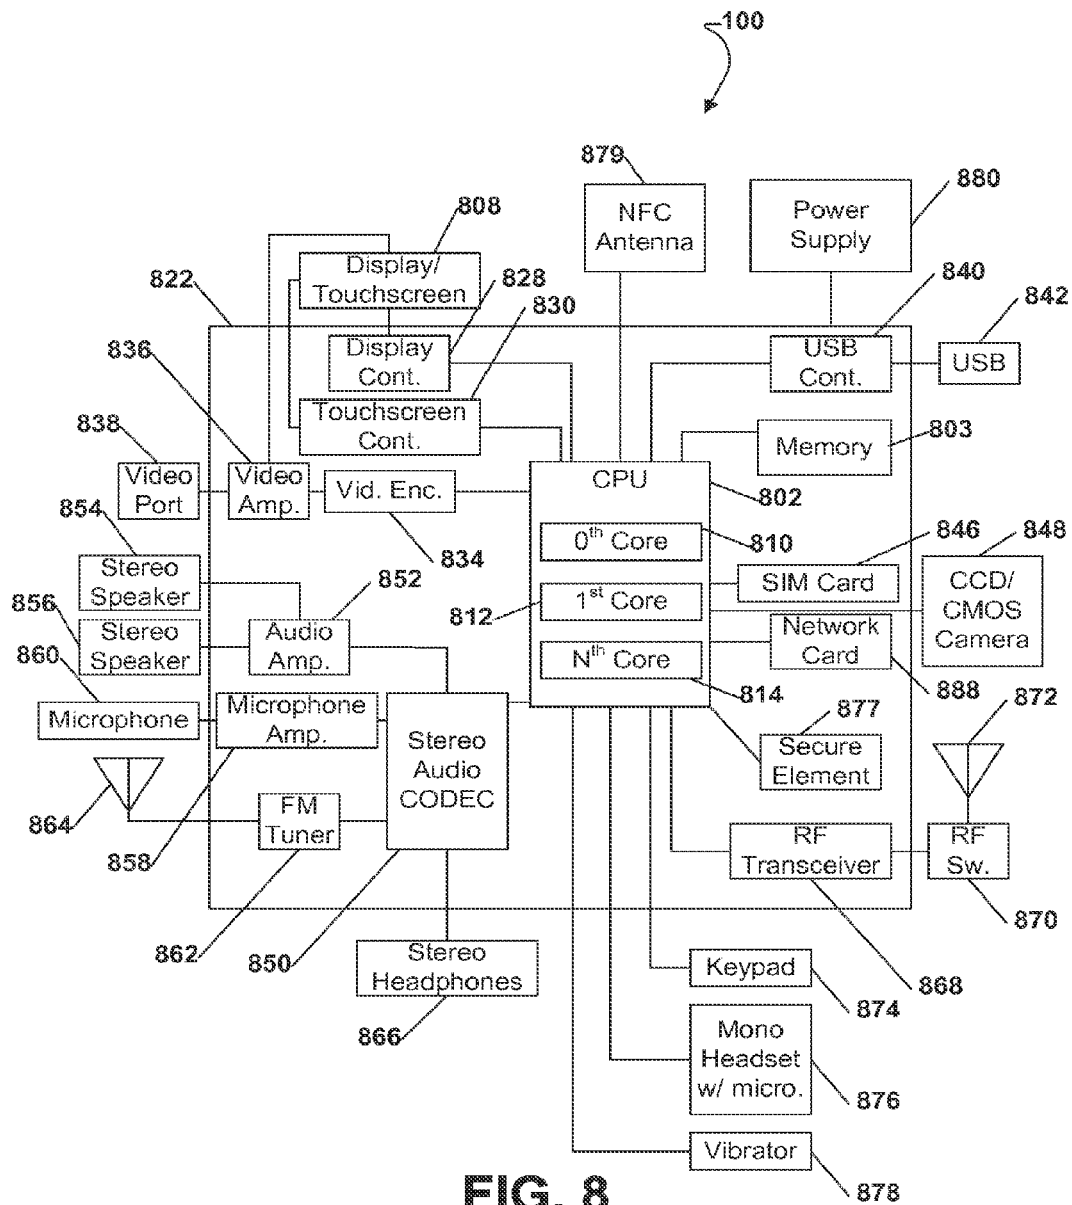 100
879
NFC
Antenna
Power
Supply
880
808
Display/
Touchscreen
822
828
840
830
842
836
Display
Cont.
USB
Cont.
USB
838
Touchscreen
Cont.
Memory
803
Video
Port
Video
Amp.
Vid. Enc.
CPU
802
854
834
0th Core
810
846
848
Stereo
Speaker
852
SIM Card
CCD/
CMOS
Camera
856
812
1st Core
Stereo
Speaker
Audio
Amp.
Network
Card
860
Nth Core
814
888
872
Microphone
Microphone
Amp.
877
Stereo
Audio
CODEC
Secure
Element
864
FM
Tuner
858
RF
Transceiver
RF
Sw.
862
850
870
Stereo
Headphones
866
Keypad
868
874
Mono
Headset
w/ micro.
876
Vibrator
878
FIG. 8